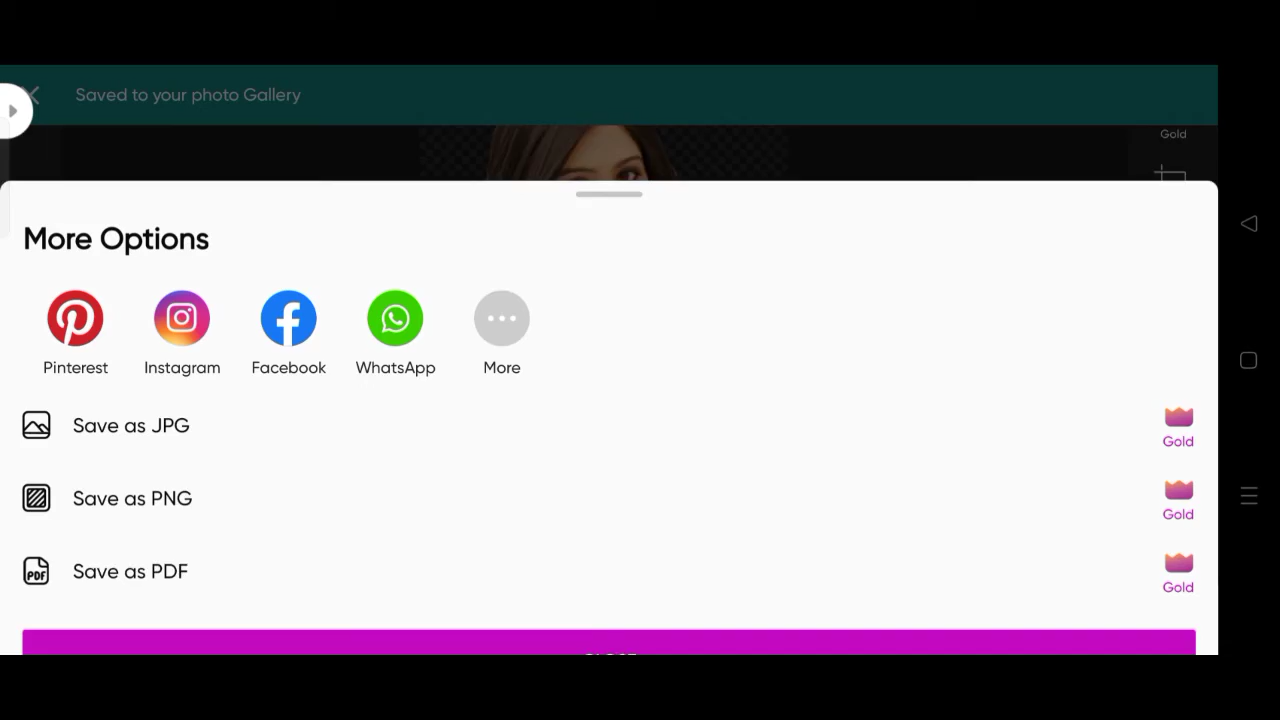 Saved to your photo Gallery
Gold
More Options
Pinterest
Instagram
Facebook
WhatsApp
More
Save as JPG
Gold
Save as PNG
Gold
PDF
Save as PDF
Gold